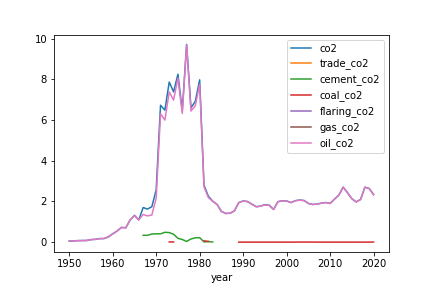 10
8
6
4
2
0
1950 1960 1970 1980 1990 2000 2010 2020
year
co2
trade_co2
cement_co2
coal_co2
flaring_co2
gas_co2
oil_co2